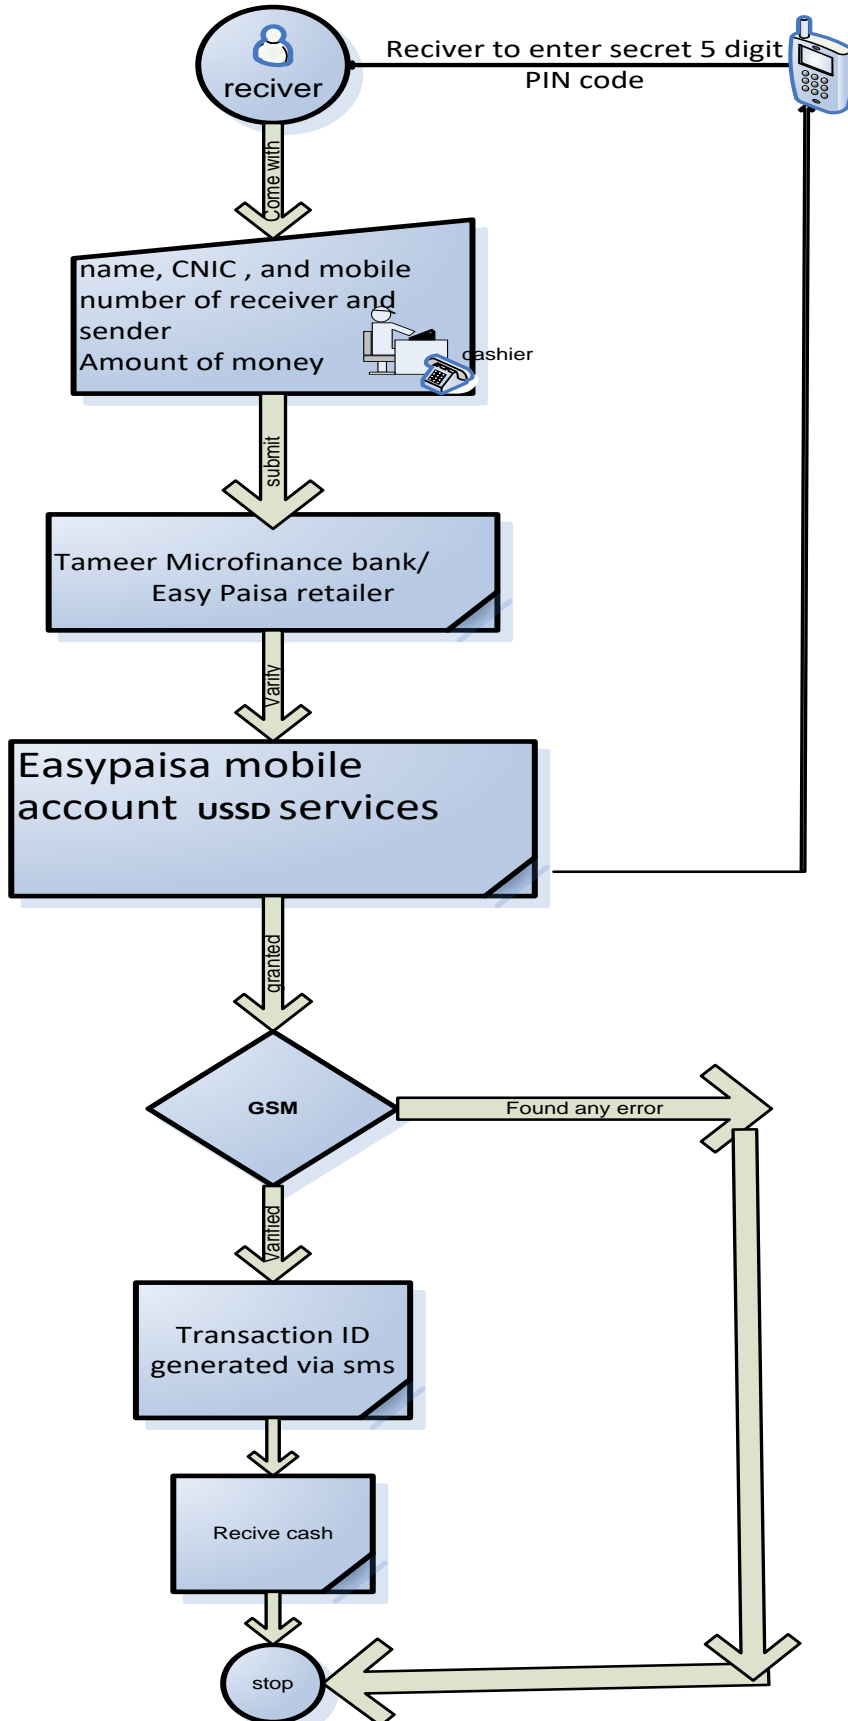 reciver
Reciver to enter secret 5 digit
PIN code
Come with
name, CNIC , and mobile
number of receiver and
sender
Amount of money
cashier
submit
Tameer Microfinance bank/
Easy Paisa retailer
Varify
Easypaisa mobile
account USSD services
granted
GSM
Found any error
Varified
Transaction ID
generated via sms
Recive cash
stop